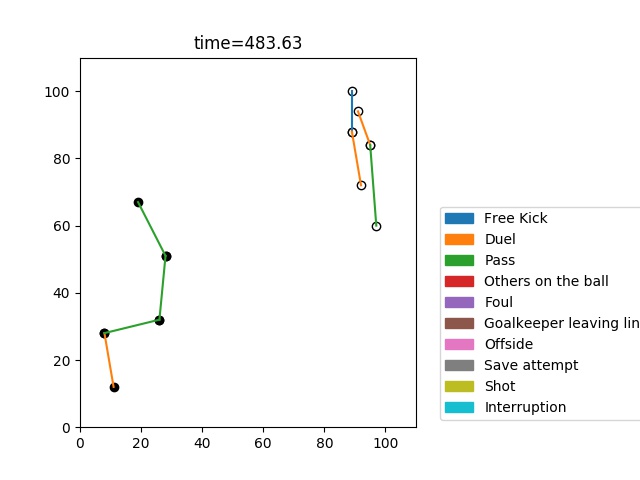 time=483.63
100
80
60
40
20
0
0 20 40 60 80 100
Free Kick
Duel
Pass
Others on the ball
Foul
Goalkeeper leaving lin
Offside
Save attempt
Shot
Interruption